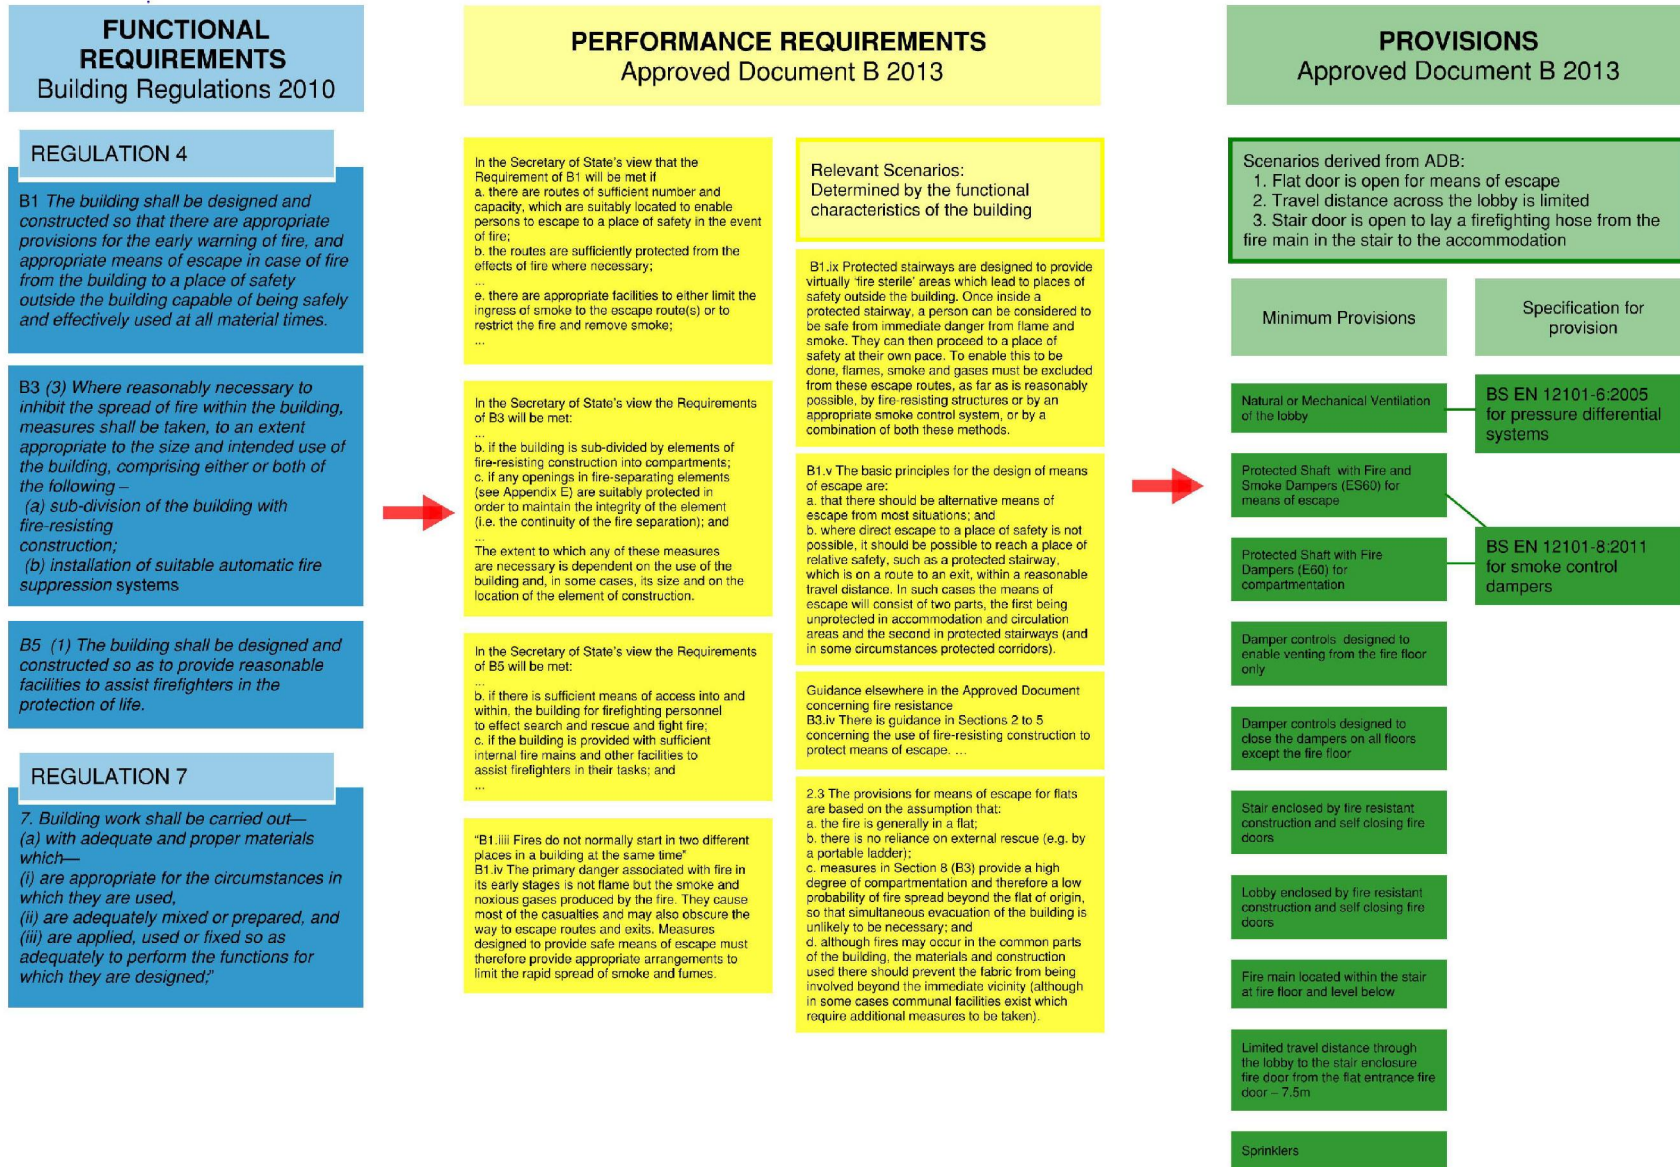 FUNCTIONAL
REQUIREMENTS
Building Regulations 2010
REGULATION 4
B1 The building shall be designed and
constructed so that there are appropriate
provisions for the early warning of fire, and
appropriate means of escape in case of fire
from the building to a place of safety
outside the building capable of being safely
and effectively used at all material times.
B3 (3) Where reasonably necessary to
inhibit the spread of fire within the building,
measures shall be taken, to an extent
appropriate to the size and intended use of
the building, comprising either or both of
the following –
(a) sub-division of the building with
fire-resisting
construction;
(b) installation of suitable automatic fire
suppression systems
B5 (1) The building shall be designed and
constructed so as to provide reasonable
facilities to assist firefighters in the
protection of life.
REGULATION 7
7. Building work shall be carried out—
(a) with adequate and proper materials
which—
(i) are appropriate for the circumstances in
which they are used,
(ii) are adequately mixed or prepared, and
(iii) are applied, used or fixed so as
adequately to perform the functions for
which they are designed;"
PERFORMANCE REQUIREMENTS
Approved Document B 2013
In the Secretary of State's view that the
Requirement of B1 will be met if
a. there are routes of sufficient number and
capacity, which are suitably located to enable
persons to escape to a place of safety in the event
of fire;
b. the routes are sufficiently protected from the
effects of fire where necessary;
...
e. there are appropriate facilities to either limit the
ingress of smoke to the escape route(s) or to
restrict the fire and remove smoke;
...
In the Secretary of State's view the Requirements
of B3 will be met:
...
b. if the building is sub-divided by elements of
fire-resisting construction into compartments;
c. if any openings in fire-separating elements
(see Appendix E) are suitably protected in
order to maintain the integrity of the element
(i.e. the continuity of the fire separation); and
...
The extent to which any of these measures
are necessary is dependent on the use of the
building and, in some cases, its size and on the
location of the element of construction.
In the Secretary of State's view the Requirements
of B5 will be met:
...
b. if there is sufficient means of access into and
within, the building for firefighting personnel
to effect search and rescue and fight fire;
c. if the building is provided with sufficient
internal fire mains and other facilities to
assist firefighters in their tasks; and
...
"B1.iii Fires do not normally start in two different
places in a building at the same time"
B1.iv The primary danger associated with fire in
its early stages is not flame but the smoke and
noxious gases produced by the fire. They cause
most of the casualties and may also obscure the
way to escape routes and exits. Measures
designed to provide safe means of escape must
therefore provide appropriate arrangements to
limit the rapid spread of smoke and fumes.
Relevant Scenarios:
Determined by the functional
characteristics of the building
B1.ix Protected stairways are designed to provide
virtually 'fire sterile' areas which lead to places of
safety outside the building. Once inside a
protected stairway, a person can be considered to
be safe from immediate danger from flame and
smoke. They can then proceed to a place of
safety at their own pace. To enable this to be
done, flames, smoke and gases must be excluded
from these escape routes, as far as is reasonably
possible, by fire-resisting structures or by an
appropriate smoke control system, or by a
combination of both these methods.
B1.v The basic principles for the design of means
of escape are:
a. that there should be alternative means of
escape from most situations; and
b. where direct escape to a place of safety is not
possible, it should be possible to reach a place of
relative safety, such as a protected stairway,
which is on a route to an exit, within a reasonable
travel distance. In such cases the means of
escape will consist of two parts, the first being
unprotected in accommodation and circulation
areas and the second in protected stairways (and
in some circumstances protected corridors).
Guidance elsewhere in the Approved Document
concerning fire resistance
B3.iv There is guidance in Sections 2 to 5
concerning the use of fire-resisting construction to
protect means of escape. ...
2.3 The provisions for means of escape for flats
are based on the assumption that:
a. the fire is generally in a flat;
b. there is no reliance on external rescue (e.g. by
a portable ladder);
c. measures in Section 8 (B3) provide a high
degree of compartmentation and therefore a low
probability of fire spread beyond the flat of origin,
so that simultaneous evacuation of the building is
unlikely to be necessary; and
d. although fires may occur in the common parts
of the building, the materials and construction
used there should prevent the fabric from being
involved beyond the immediate vicinity (although
in some cases communal facilities exist which
require additional measures to be taken).
PROVISIONS
Approved Document B 2013
Scenarios derived from ADB:
1. Flat door is open for means of escape
2. Travel distance across the lobby is limited
3. Stair door is open to lay a firefighting hose from the
fire main in the stair to the accommodation
Minimum Provisions
Specification for
provision
Natural or Mechanical Ventilation
of the lobby
BS EN 12101-6:2005
for pressure differential
systems
Protected Shaft with Fire and
Smoke Dampers (ES60) for
means of escape
Protected Shaft with Fire
Dampers (E60) for
compartmentation
BS EN 12101-8:2011
for smoke control
dampers
Damper controls designed to
enable venting from the fire floor
only
Damper controls designed to
close the dampers on all floors
except the fire floor
Stair enclosed by fire resistant
construction and self closing fire
doors
Lobby enclosed by fire resistant
construction and self closing fire
doors
Fire main located within the stair
at fire floor and level below
Limited travel distance through
the lobby to the stair enclosure
fire door from the flat entrance fire
door – 7.5m
Sprinklers